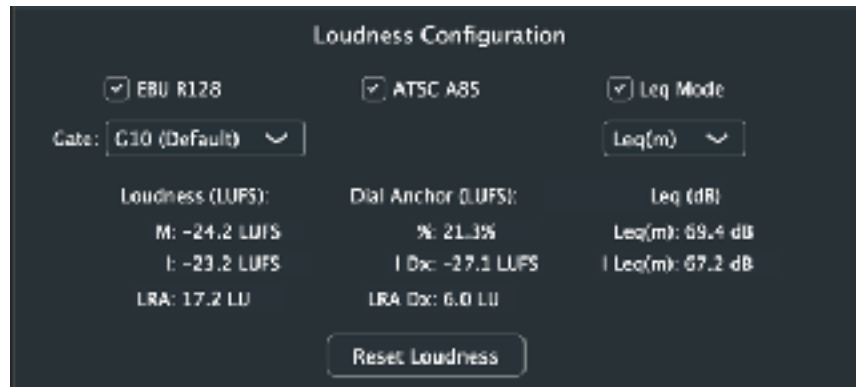 Loudness Configuration
EBU R128 ATSC A85 Leq Mode
Gate: G10 (Default) Leq(m)
Loudness (LUFS): Dial Anchor (LUFS): Leq (dB)
M: -24.2 LUFS %: 21.3% Leq(m): 69.4 dB
I: -23.2 LUFS I Dx: -27.1 LUFS I Leq(m): 67.2 dB
LRA: 17.2 LU LRA Dx: 6.0 LU
Reset Loudness